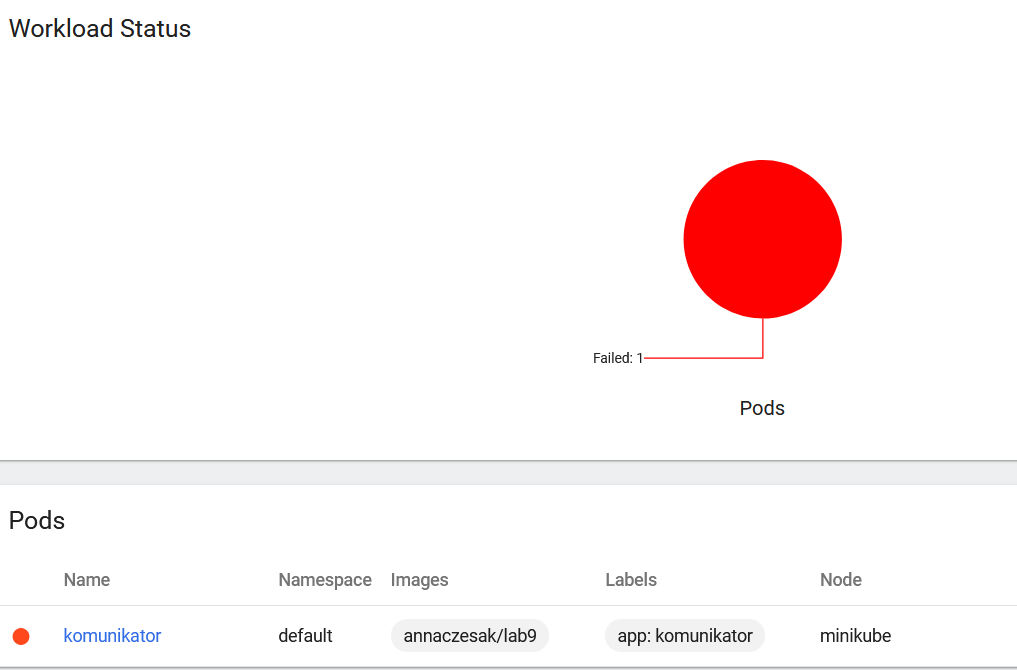 Workload Status
Failed: 1
Pods
Pods
Name Namespace Images Labels Node
komunikator default annaczesak/lab9 app: komunikator minikube